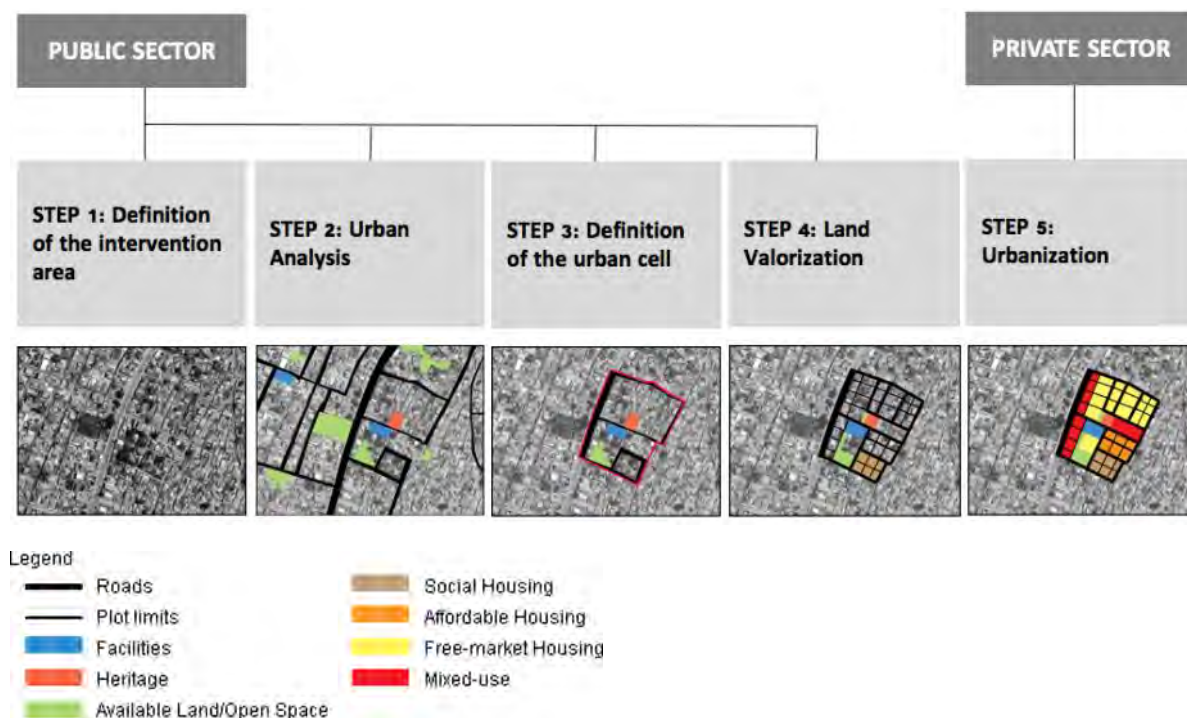 PUBLIC SECTOR
PRIVATE SECTOR
STEP 1: Definition
of the intervention
area
STEP 2: Urban
Analysis
STEP 3: Definition
of the urban cell
STEP 4: Land
Valorization
STEP 5:
Urbanization
Legend
Roads
Plot limits
Facilities
Heritage
Available Land/Open Space
Social Housing
Affordable Housing
Free-market Housing
Mixed-use